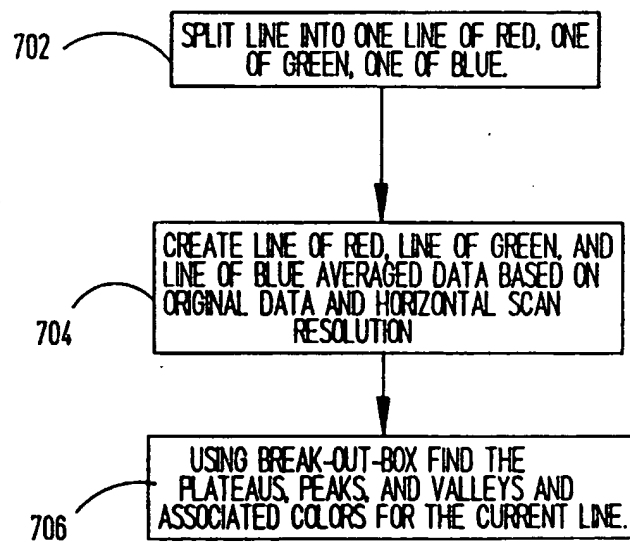 702
SPLIT LINE INTO ONE LINE OF RED, ONE
OF GREEN, ONE OF BLUE.
CREATE LINE OF RED, LINE OF GREEN, AND
LINE OF BLUE AVERAGED DATA BASED ON
ORIGINAL DATA AND HORIZONTAL SCAN
RESOLUTION
704
USING BREAK-OUT-BOX FIND THE
PLATEAUS, PEAKS, AND VALLEYS AND
ASSOCIATED COLORS FOR THE CURRENT LINE.
706